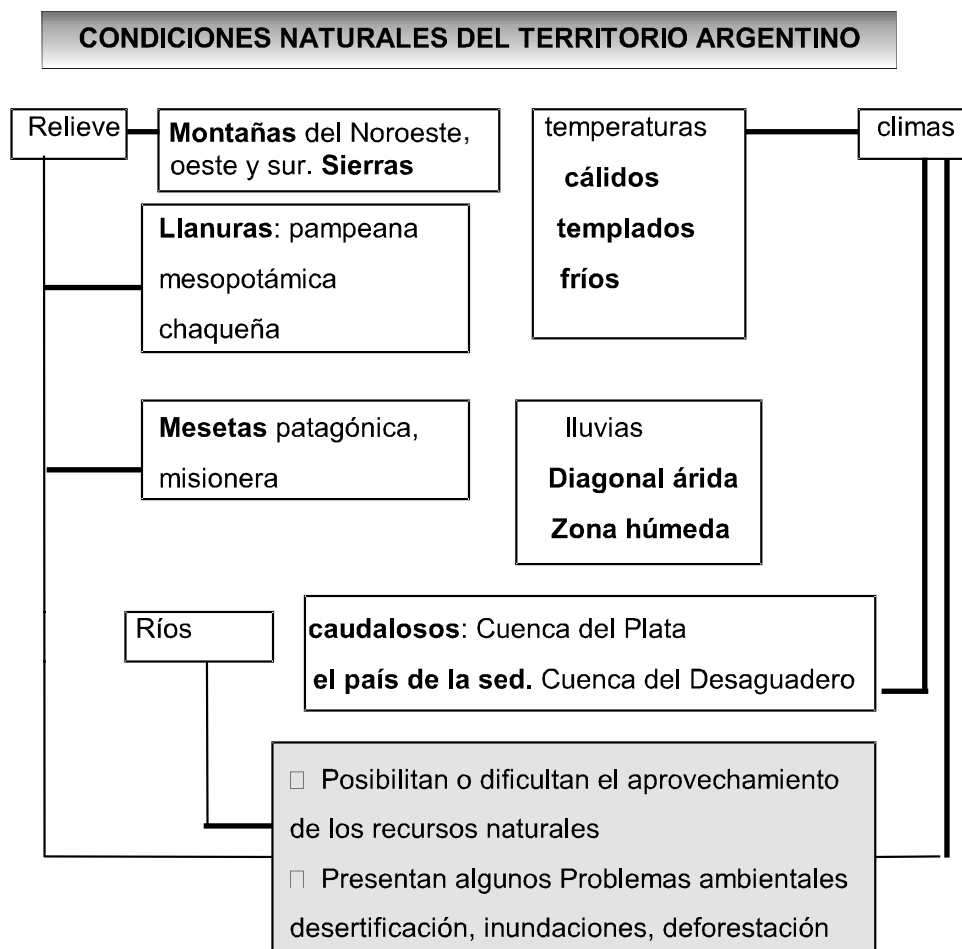 CONDICIONES NATURALES DEL TERRITORIO ARGENTINO
Relieve
Montañas del Noroeste,
oeste y sur. Sierras
Llanuras: pampeana
mesopotámica
chaqueña
Mesetas patagónica,
misionera
temperaturas
cálidos
templados
fríos
climas
lluvias
Diagonal árida
Zona húmeda
Ríos
caudalosos: Cuenca del Plata
el país de la sed. Cuenca del Desaguadero
□ Posibilitan o dificultan el aprovechamiento
de los recursos naturales
□ Presentan algunos Problemas ambientales
desertificación, inundaciones, deforestación